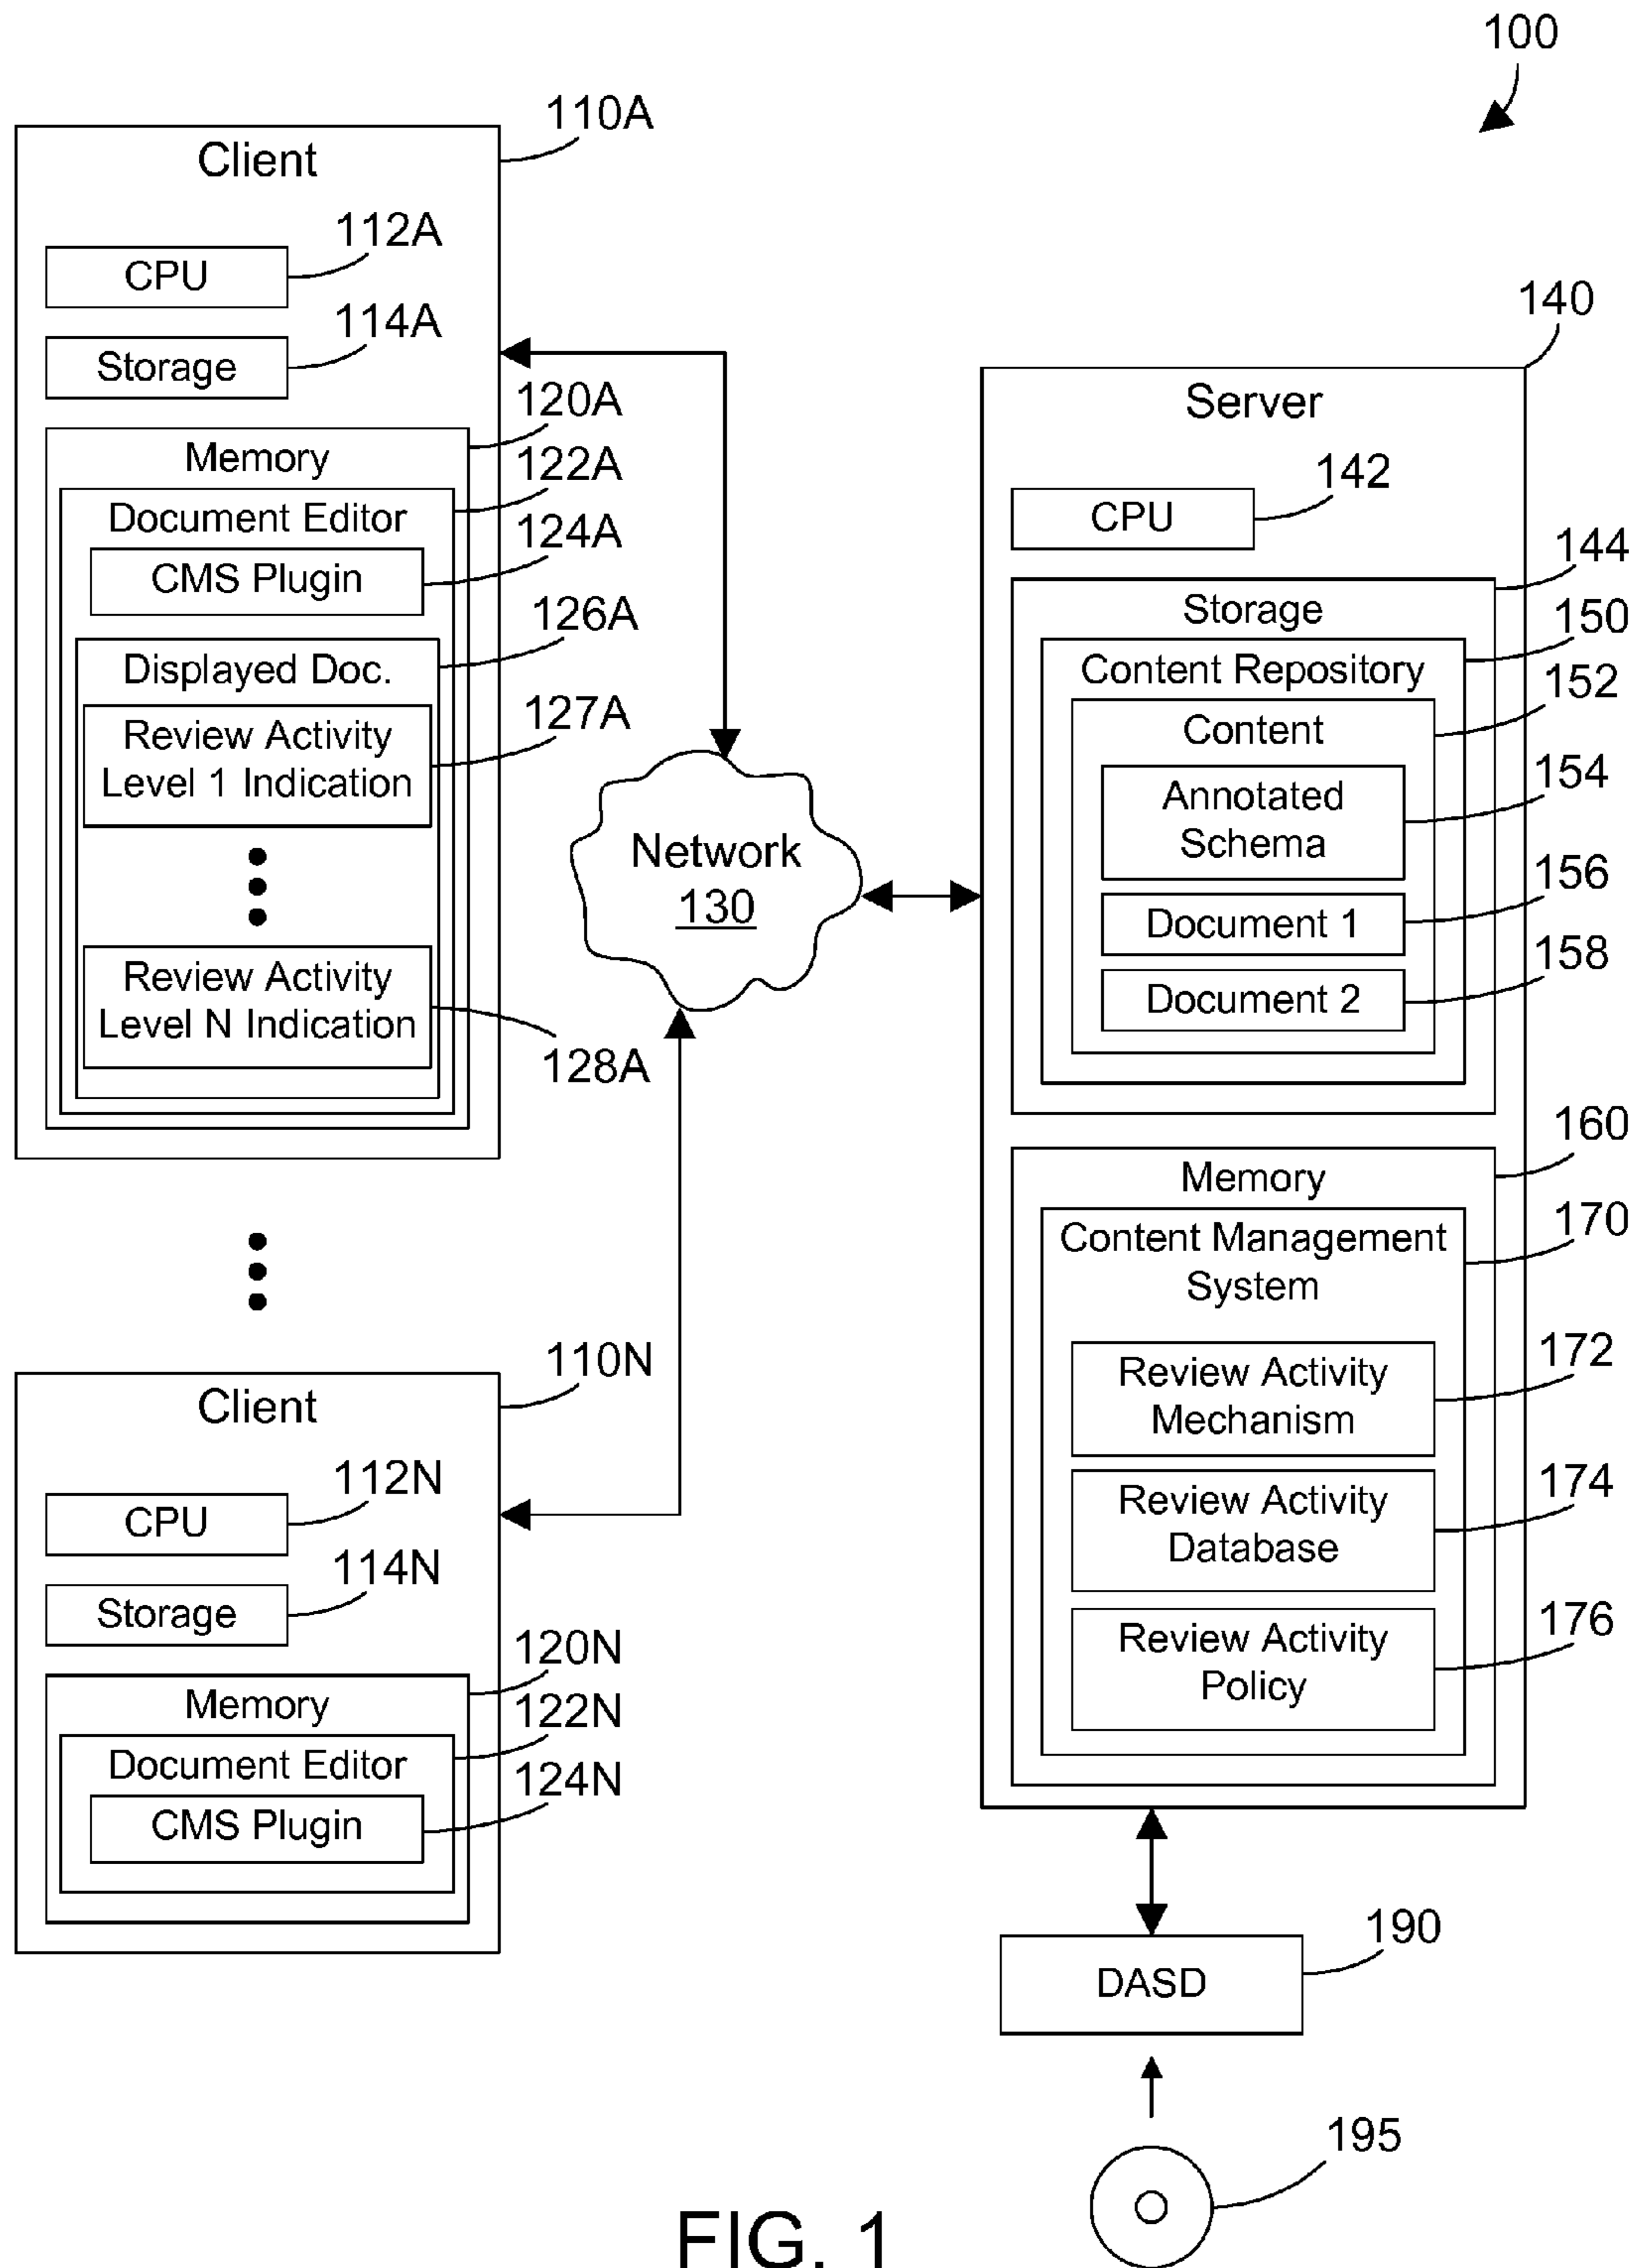 100
110A
Client
112A
CPU
114A
Storage
120A
Memory
122A
Document Editor
124A
CMS Plugin
126A
Displayed Doc.
127A
Review Activity
Level 1 Indication
Review Activity
Level N Indication
128A
110N
Client
112N
CPU
114N
Storage
120N
Memory
122N
Document Editor
124N
CMS Plugin
Network
130
140
Server
142
CPU
144
Storage
150
Content Repository
152
Content
154
Annotated
Schema
156
Document 1
158
Document 2
160
Memory
170
Content Management
System
172
Review Activity
Mechanism
174
Review Activity
Database
176
Review Activity
Policy
190
DASD
195
FIG. 1